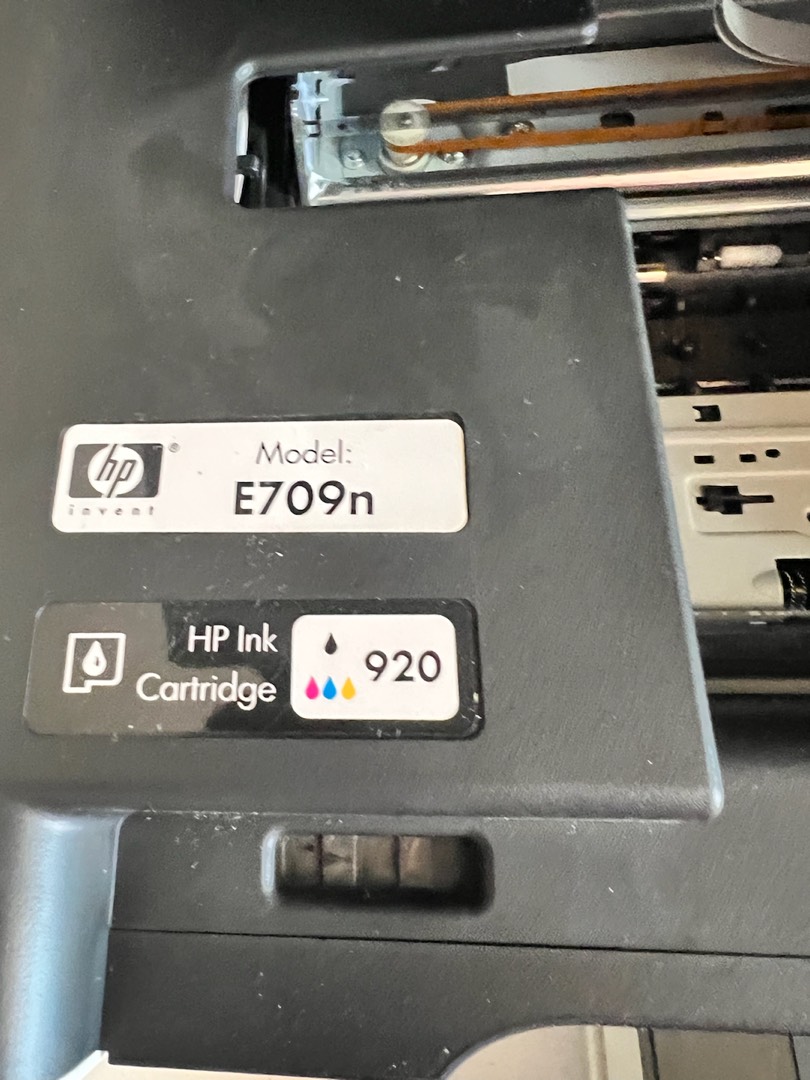 hp
invent
®
Model:
E709n
HP Ink
Cartridge
920